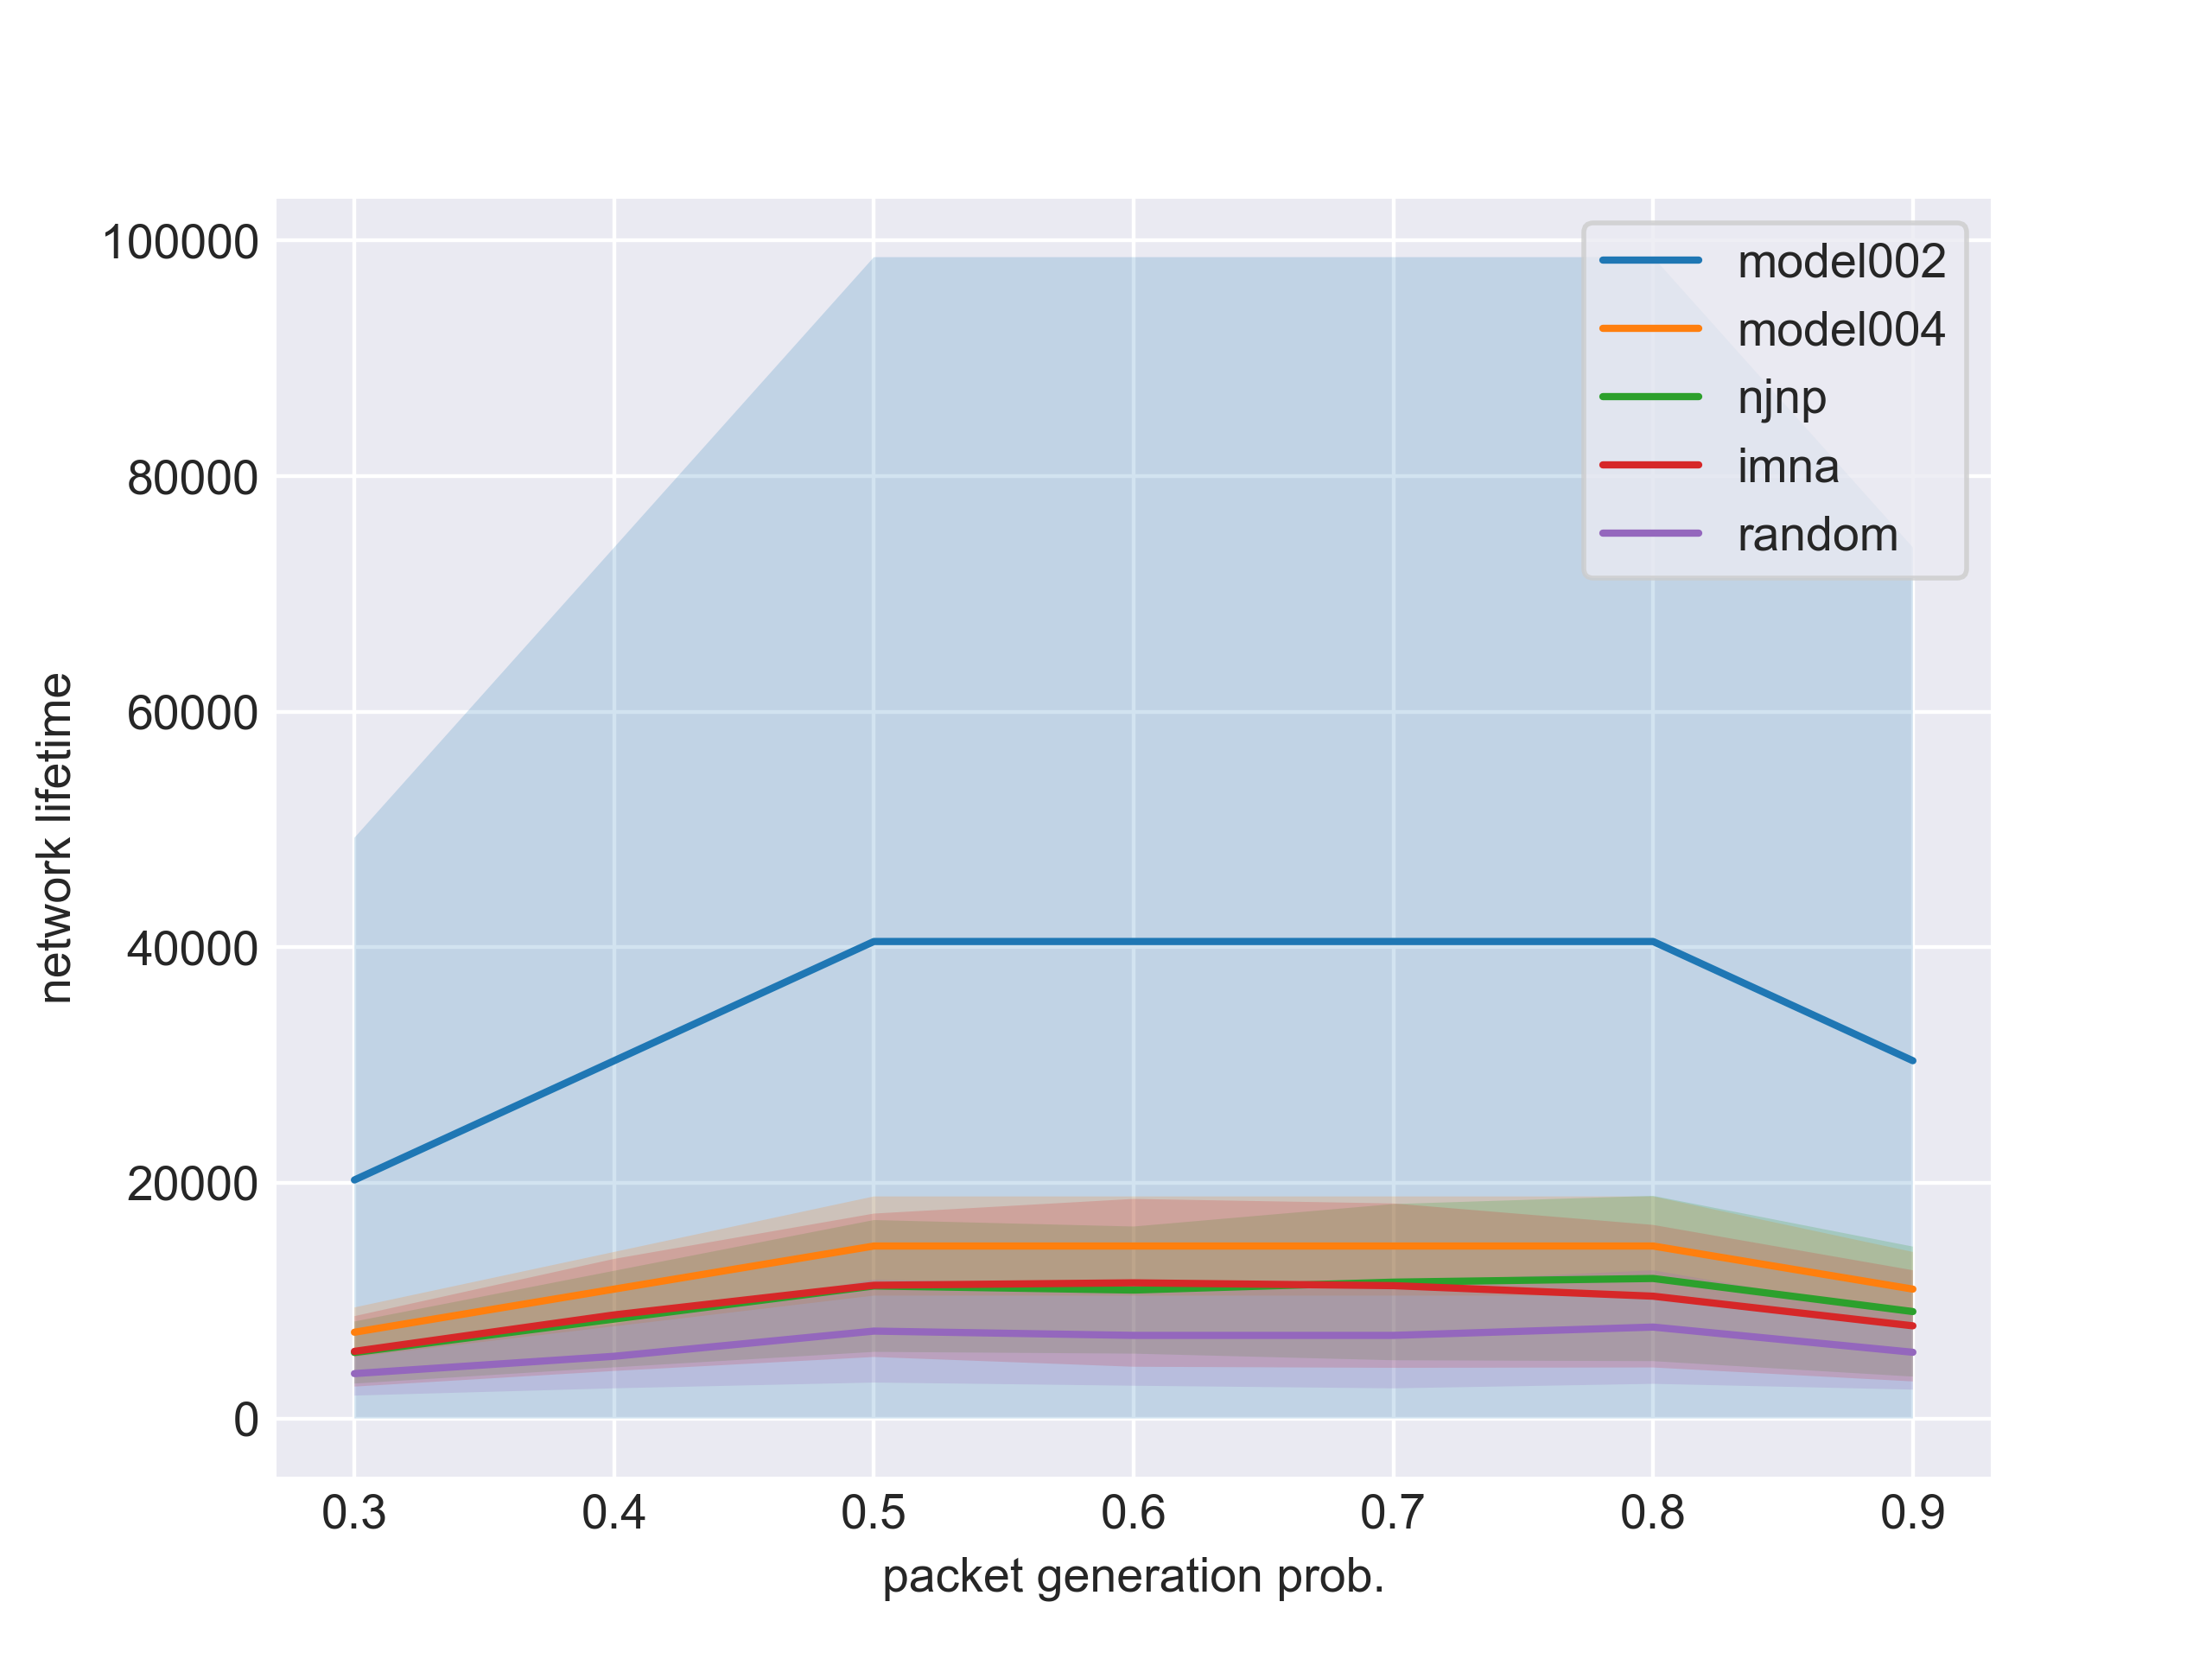 network lifetime
100000
80000
60000
40000
20000
0
model002
model004
njnp
imna
random
0.3 0.4 0.5 0.6 0.7 0.8 0.9
packet generation prob.